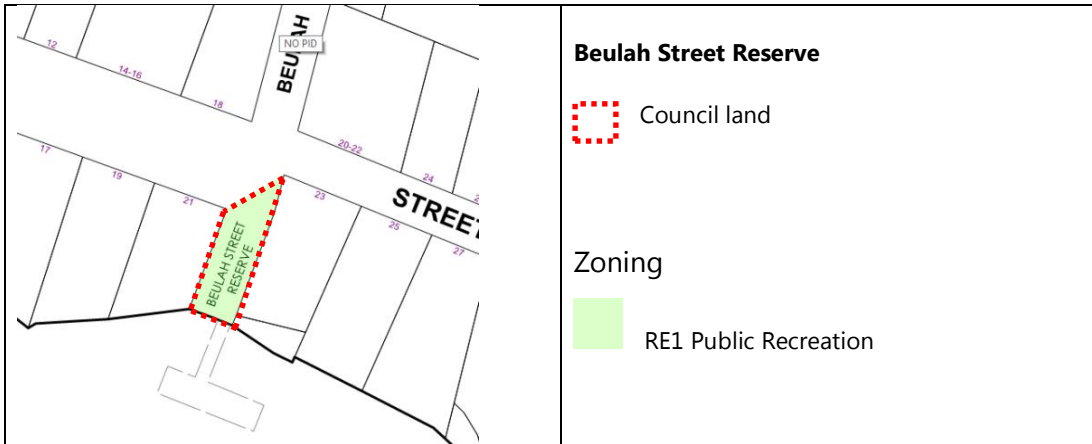 BEULAH
NO PID
12
14-16
18
20-22
24
17
19
21
23
25
27
STREET
BEULAH STREET
RESERVE
Beulah Street Reserve
Council land
Zoning
RE1 Public Recreation